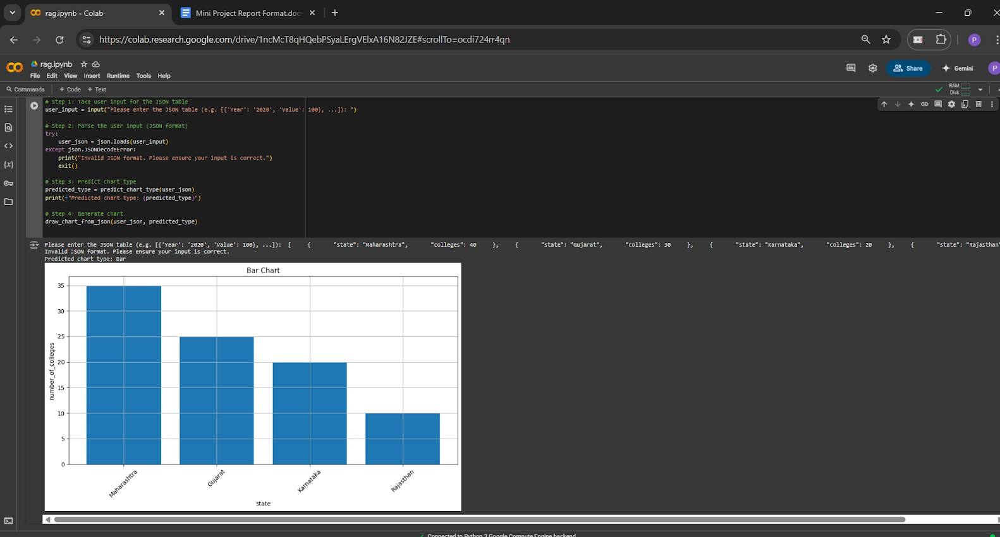 rag.ipynb - Colab
Mini Project Report Format.doc
https://colab.research.google.com/drive/1ncMcT8qHQebPSyaLErgVElxA16N82JZE#scrollTo=ocdi724rr4qn
P
rag.ipynb
File Edit View Insert Runtime Tools Help
Share
Gemini
P
Commands + Code + Text
RAM
Disk
# Step 1: Take user input for the JSON table
user_input = input("Please enter the JSON table (e.g. [{'Year': '2020', 'Value': 100}, ...]): ")
# Step 2: Parse the user input (JSON format)
try:
user_json = json.loads(user_input)
except json.JSONDecodeError:
print("Invalid JSON format. Please ensure your input is correct.")
exit()
# Step 3: Predict chart type
predicted_type = predict_chart_type(user_json)
print(f"Predicted chart type: {predicted_type}")
# Step 4: Generate chart
draw_chart_from_json(user_json, predicted_type)
Please enter the JSON table (e.g. [{'Year': '2020', 'Value': 100}, ...]): [ { "state": "Maharashtra", "colleges": 40 }, { "state": "Gujarat", "colleges": 30 }, { "state": "Karnataka", "colleges": 20 }, { "state": "Rajasthan"
Invalid JSON format. Please ensure your input is correct.
Predicted chart type: Bar
Bar Chart
35
30
25
20
15
10
5
0
number_of_colleges
Maharashtra
Gujarat
Karnataka
Rajasthan
state
Connected to Python 3 Google Compute Engine backend